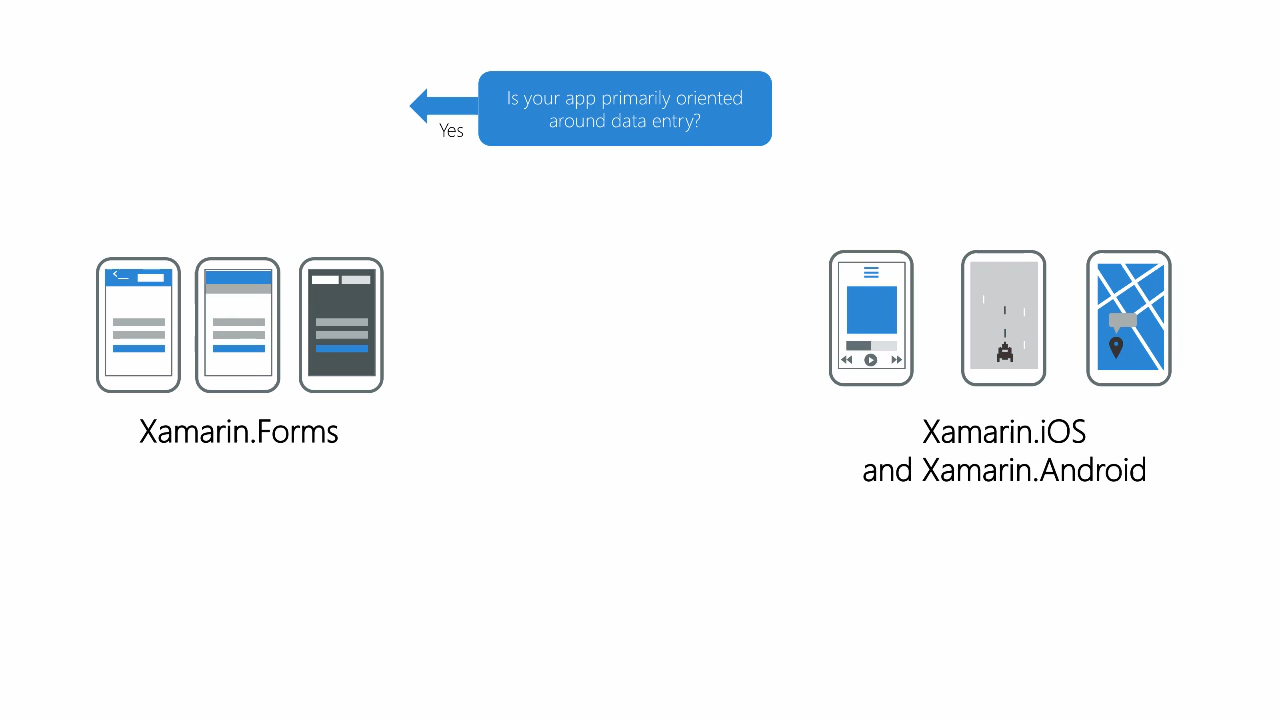 Is your app primarily oriented
around data entry?
Yes
Xamarin.Forms
Xamarin.iOS
and Xamarin.Android